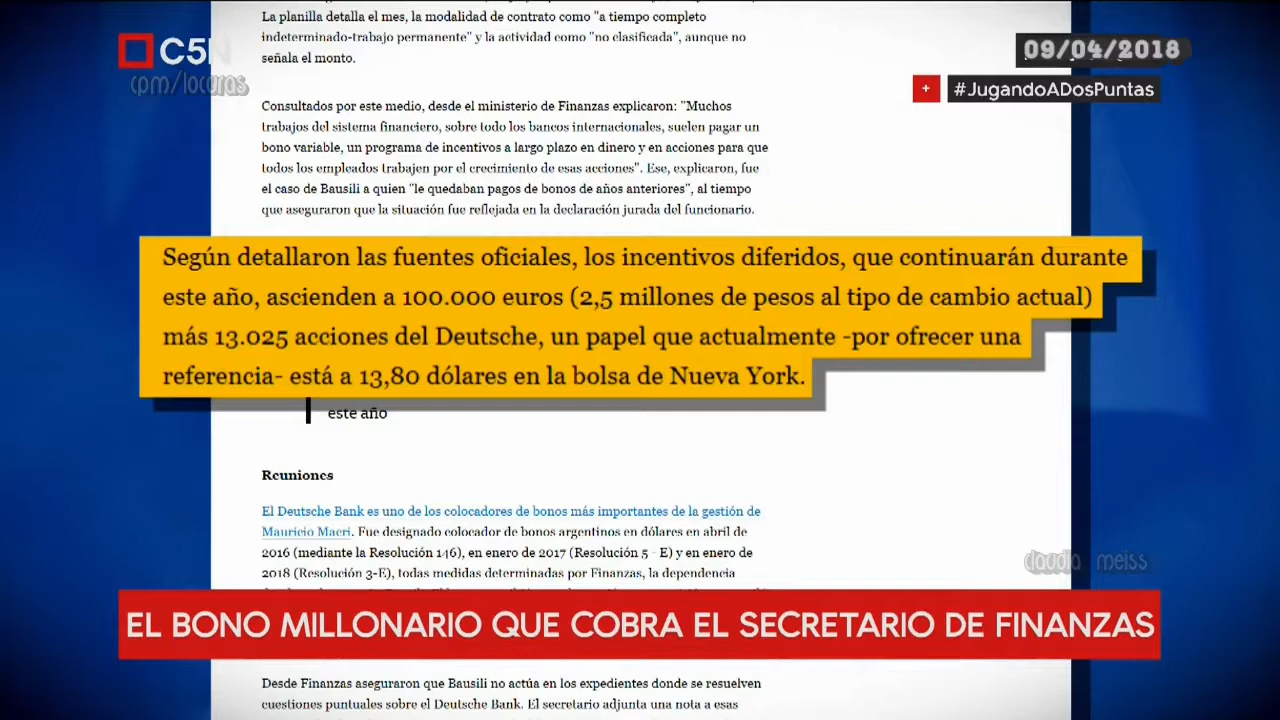 La planilla detalla el mes, la modalidad de contrato como "a tiempo completo
indeterminado-trabajo permanente" y la actividad como "no clasificada", aunque no
señala el monto.
C5N
cpm/locuras
09/04/2018
+ #JugandoADosPuntas
Consultados por este medio, desde el ministerio de Finanzas explicaron: "Muchos
trabajos del sistema financiero, sobre todo los bancos internacionales, suelen pagar un
bono variable, un programa de incentivos a largo plazo en dinero y en acciones para que
todos los empleados trabajen por el crecimiento de esas acciones". Ese, explicaron, fue
el caso de Bausili a quien "le quedaban pagos de bonos de años anteriores", al tiempo
que aseguraron que la situación fue reflejada en la declaración jurada del funcionario.
Según detallaron las fuentes oficiales, los incentivos diferidos, que continuarán durante
este año, ascienden a 100.000 euros (2,5 millones de pesos al tipo de cambio actual)
más 13.025 acciones del Deutsche, un papel que actualmente -por ofrecer una
referencia- está a 13,80 dólares en la bolsa de Nueva York.
este año
Reuniones
El Deutsche Bank es uno de los colocadores de bonos más importantes de la gestión de
Mauricio Macri. Fue designado colocador de bonos argentinos en dólares en abril de
2016 (mediante la Resolución 146), en enero de 2017 (Resolución 5 - E) y en enero de
2018 (Resolución 3-E), todas medidas determinadas por Finanzas, la dependencia
claudia meiss
EL BONO MILLONARIO QUE COBRA EL SECRETARIO DE FINANZAS
Desde Finanzas aseguraron que Bausili no actúa en los expedientes donde se resuelven
cuestiones puntuales sobre el Deutsche Bank. El secretario adjunta una nota a esas